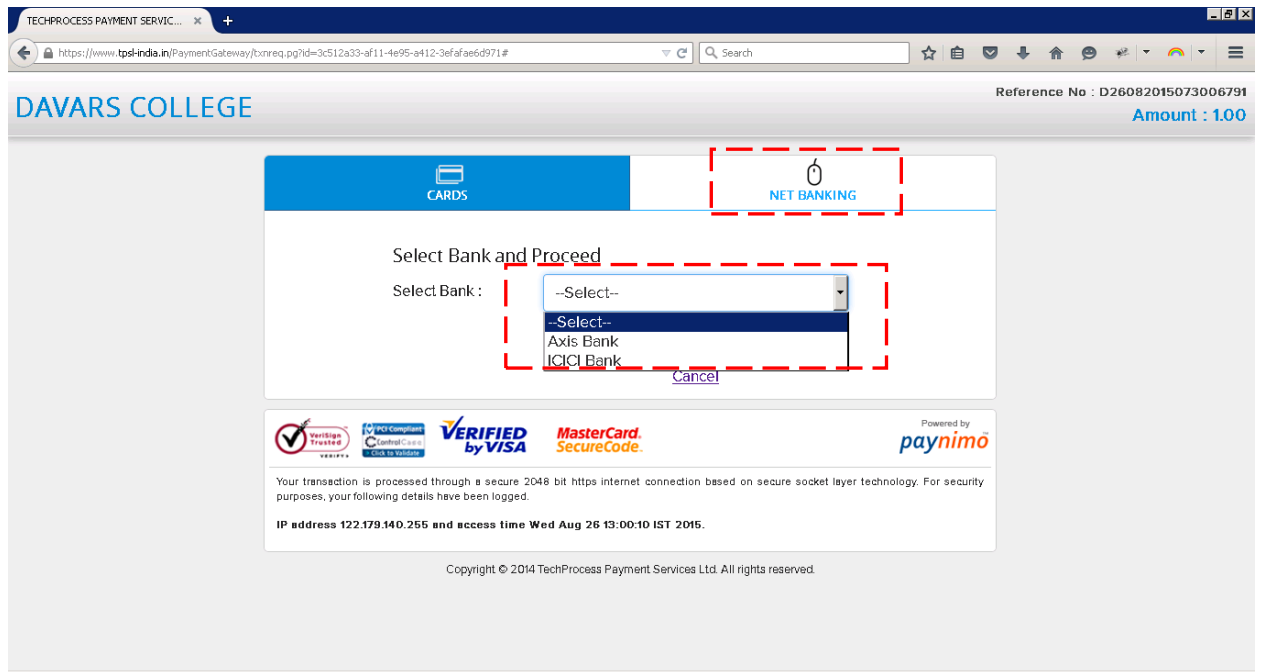 TECHPROCESS PAYMENT SERVIC...
https://www.tpsl-india.in/PaymentGateway/txnreq.pg?id=3c512a33-af11-4e95-a412-3efafae6d971#
Search
DAVARS COLLEGE
Reference No : D26082015073006791
Amount : 1.00
CARDS
NET BANKING
Select Bank and Proceed
Select Bank :
--Select--
--Select--
Axis Bank
ICICI Bank
Cancel
VeriSign
Trusted
VERIFY
PCI Compliant
ControlCase
Click to Validate
VERIFIED
by VISA
MasterCard.
SecureCode.
Powered by
paynimo
Your transaction is processed through a secure 2048 bit https internet connection based on secure socket layer technology. For security
purposes, your following details have been logged.
IP address 122.179.140.255 and access time Wed Aug 26 13:00:10 IST 2015.
Copyright © 2014 TechProcess Payment Services Ltd. All rights reserved.